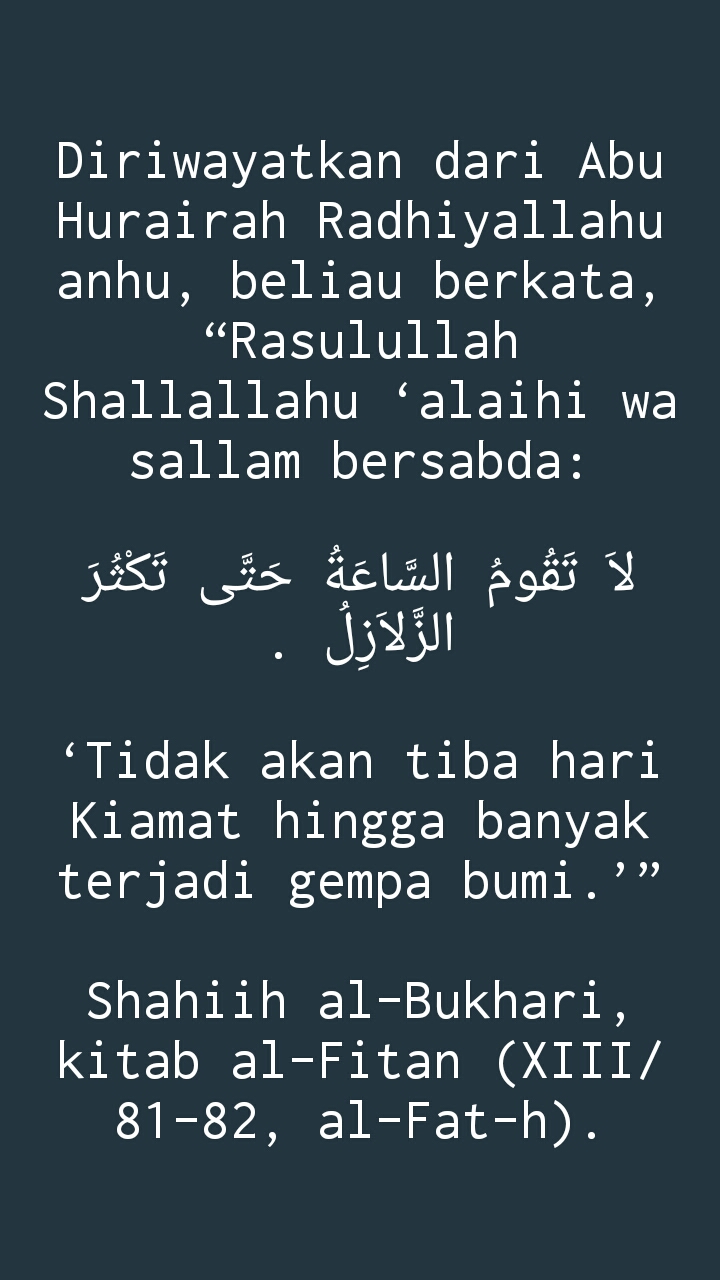 Diriwayatkan dari Abu
Hurairah Radhiyallahu
anhu, beliau berkata,
“Rasulullah
Shallallahu ‘alaihi wa
sallam bersabda:
لاَ تَقُومُ السَّاعَةُ حَتَّى تَكْثُرَ
الزَّلاَزِلُ .
‘Tidak akan tiba hari
Kiamat hingga banyak
terjadi gempa bumi.’”
Shahiih al-Bukhari,
kitab al-Fitan (XIII/
81-82, al-Fat-h).